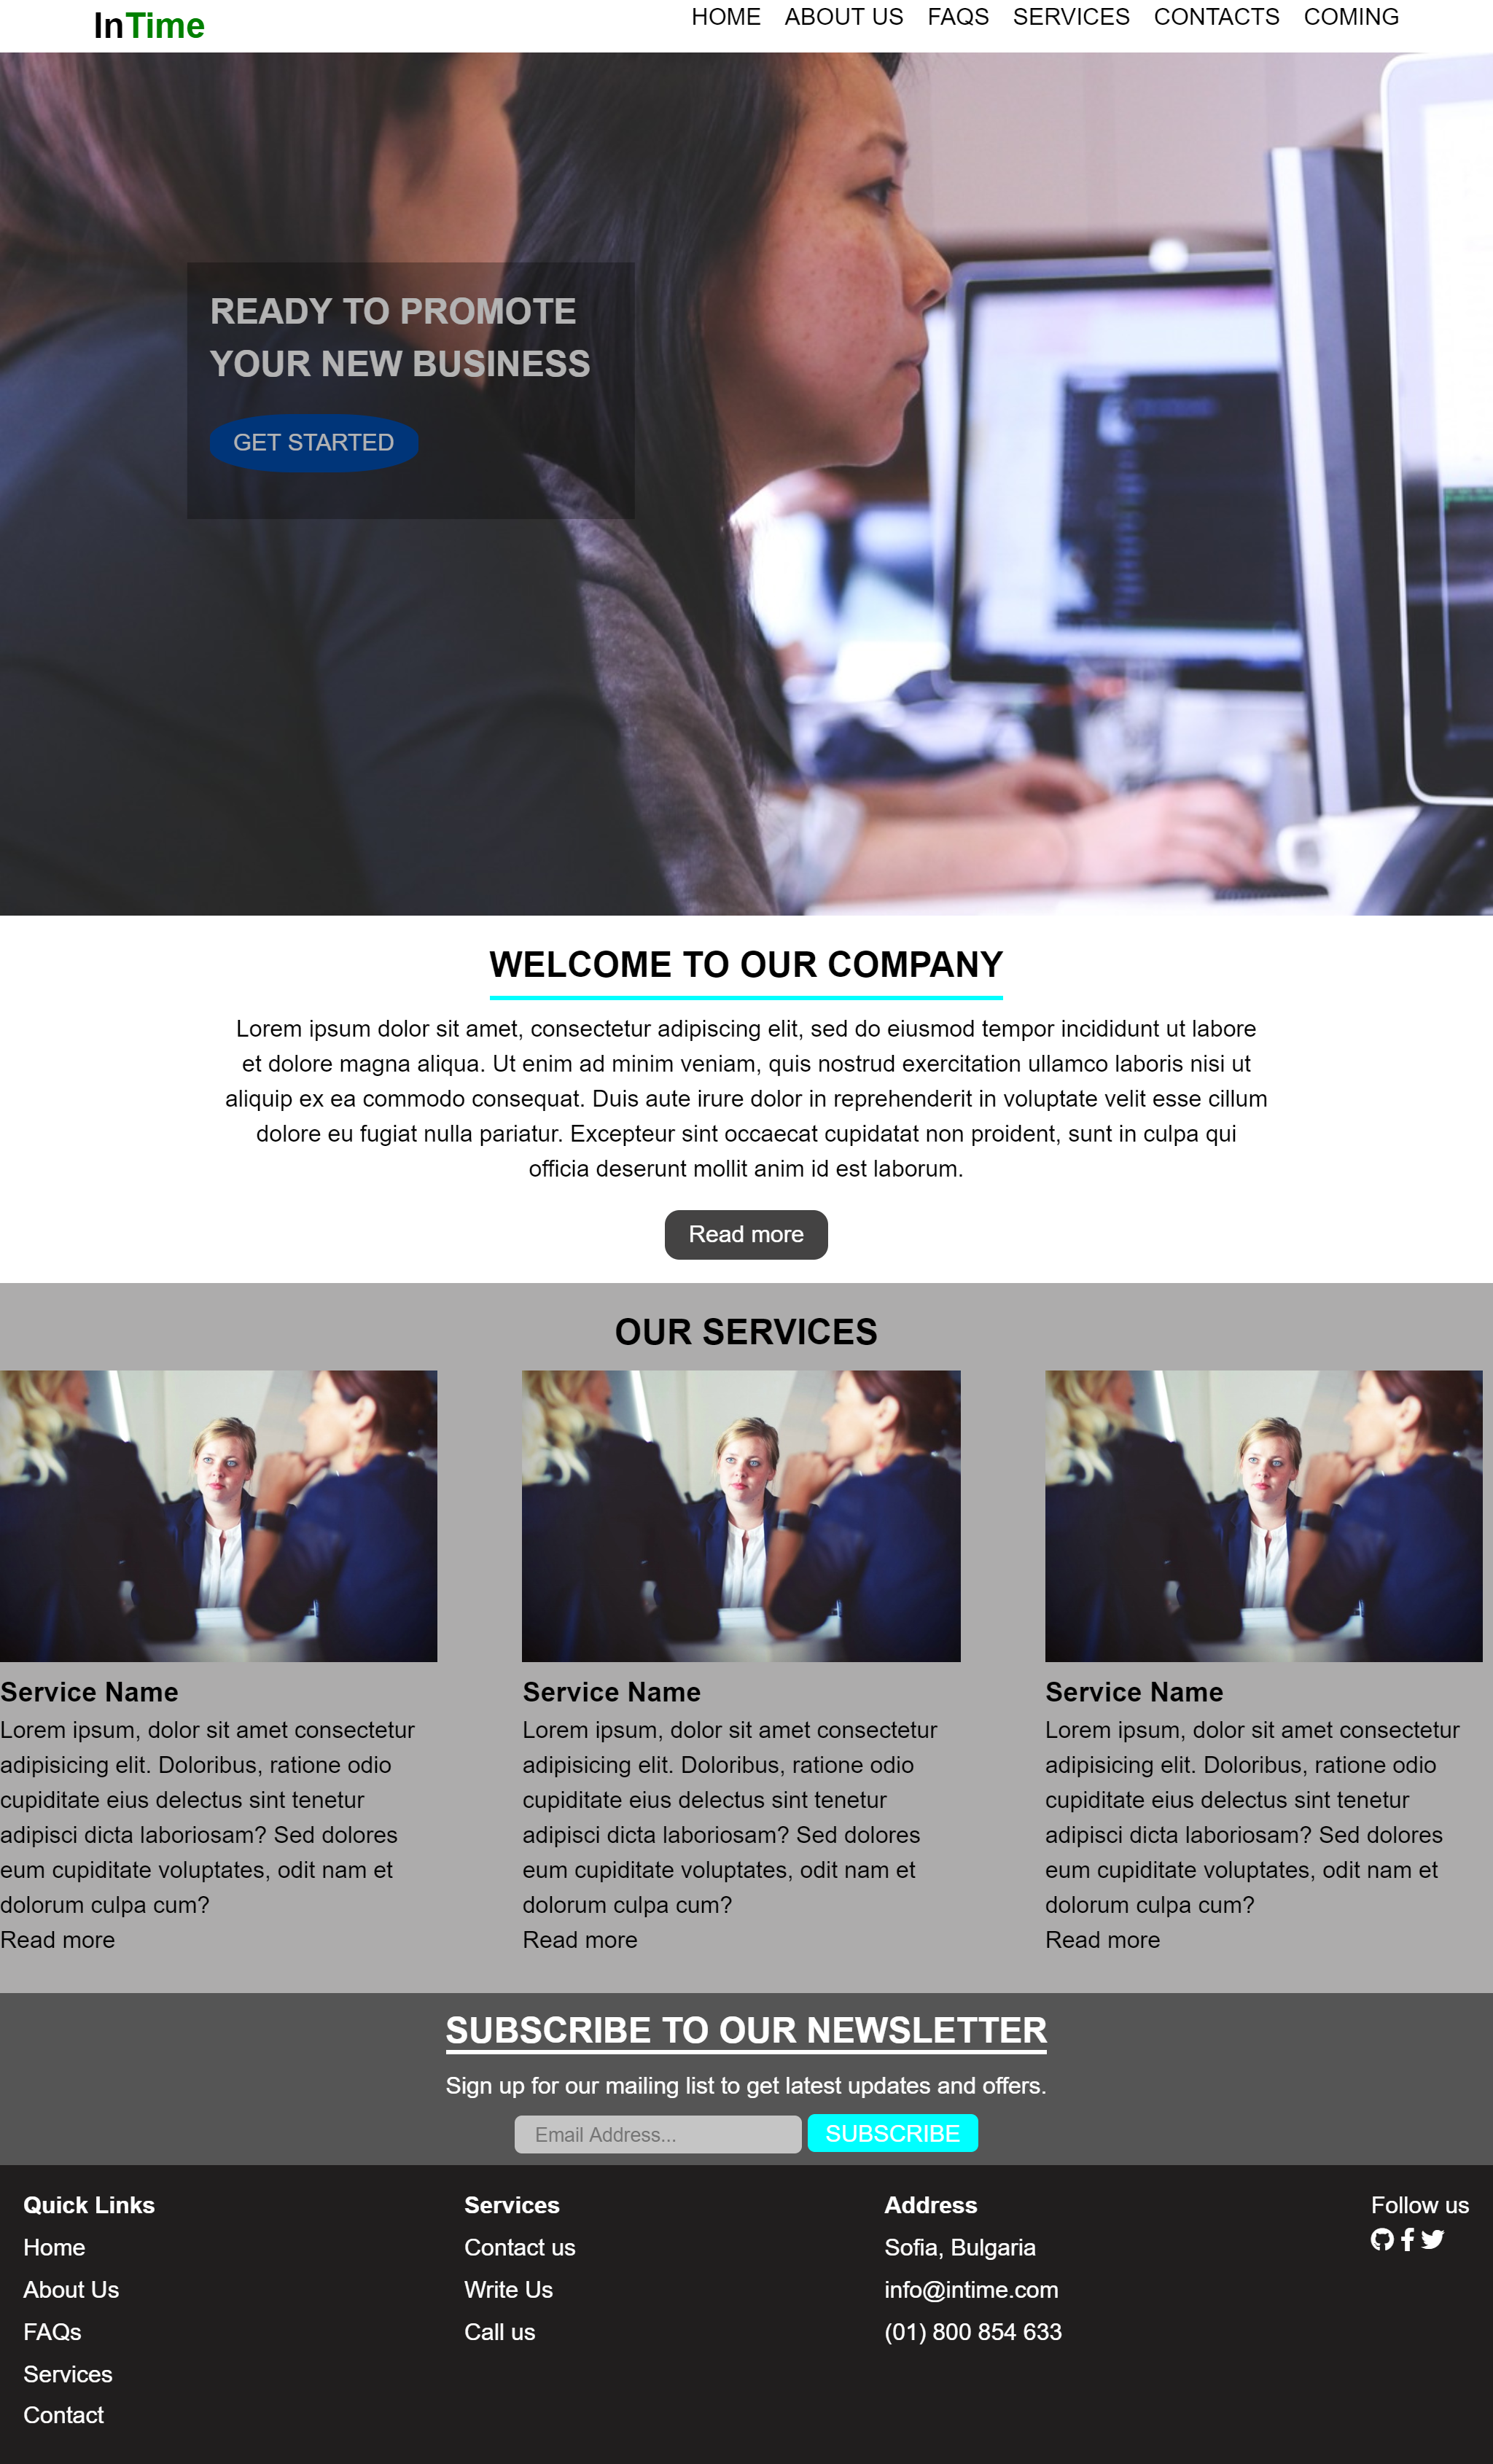 InTime
HOME ABOUT US FAQS SERVICES CONTACTS COMING
READY TO PROMOTE
YOUR NEW BUSINESS
GET STARTED
WELCOME TO OUR COMPANY
Lorem ipsum dolor sit amet, consectetur adipiscing elit, sed do eiusmod tempor incididunt ut labore
et dolore magna aliqua. Ut enim ad minim veniam, quis nostrud exercitation ullamco laboris nisi ut
aliquip ex ea commodo consequat. Duis aute irure dolor in reprehenderit in voluptate velit esse cillum
dolore eu fugiat nulla pariatur. Excepteur sint occaecat cupidatat non proident, sunt in culpa qui
officia deserunt mollit anim id est laborum.
Read more
OUR SERVICES
Service Name
Lorem ipsum, dolor sit amet consectetur
adipisicing elit. Doloribus, ratione odio
cupiditate eius delectus sint tenetur
adipisci dicta laboriosam? Sed dolores
eum cupiditate voluptates, odit nam et
dolorum culpa cum?
Read more
Service Name
Lorem ipsum, dolor sit amet consectetur
adipisicing elit. Doloribus, ratione odio
cupiditate eius delectus sint tenetur
adipisci dicta laboriosam? Sed dolores
eum cupiditate voluptates, odit nam et
dolorum culpa cum?
Read more
Service Name
Lorem ipsum, dolor sit amet consectetur
adipisicing elit. Doloribus, ratione odio
cupiditate eius delectus sint tenetur
adipisci dicta laboriosam? Sed dolores
eum cupiditate voluptates, odit nam et
dolorum culpa cum?
Read more
SUBSCRIBE TO OUR NEWSLETTER
Sign up for our mailing list to get latest updates and offers.
Email Address...
SUBSCRIBE
Quick Links
Home
About Us
FAQs
Services
Contact
Services
Contact us
Write Us
Call us
Address
Sofia, Bulgaria
info@intime.com
(01) 800 854 633
Follow us